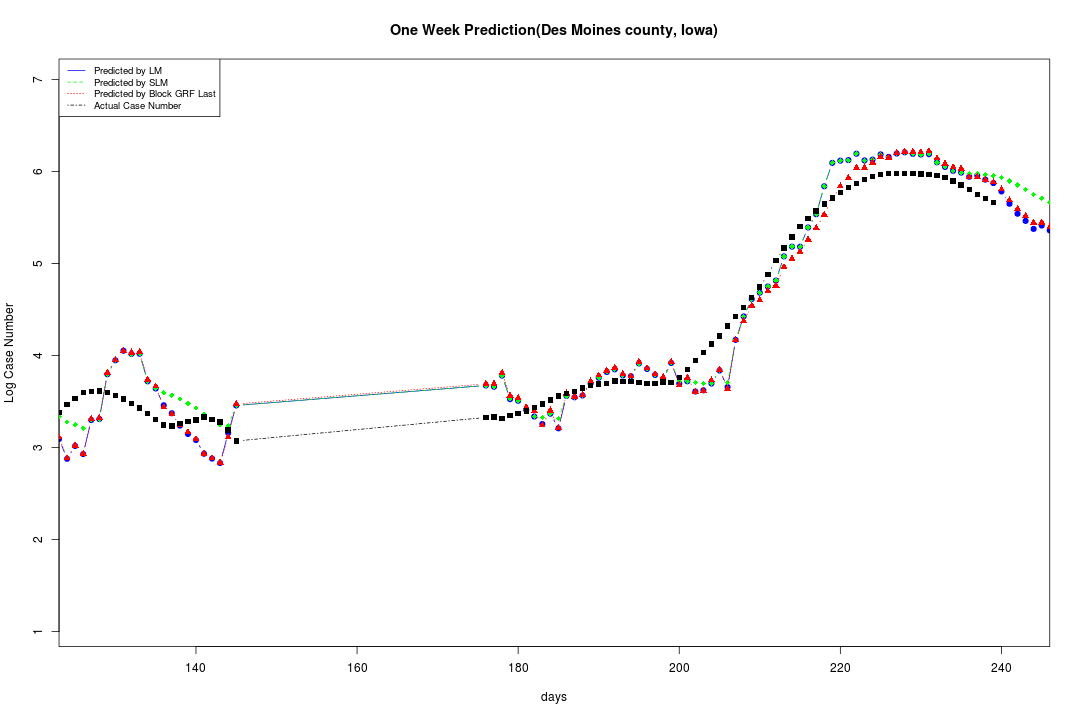 One Week Prediction(Des Moines county, Iowa)
Predicted by LM
Predicted by SLM
Predicted by Block GRF Last
Actual Case Number
7
6
5
4
3
2
1
Log Case Number
140 160 180 200 220 240
days